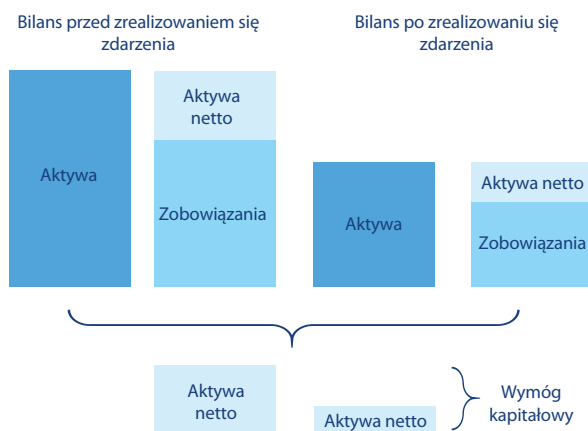 Bilans przed zrealizowaniem się
zdarzenia
Bilans po zrealizowaniu się
zdarzenia
Aktywa
Aktywa
netto
Zobowiązania
Aktywa
Aktywa netto
Zobowiązania
Aktywa
netto
Aktywa netto
Wymóg
kapitałowy